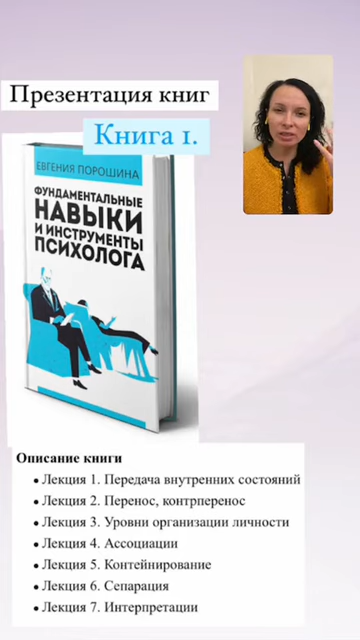 Презентация книг
Книга 1.
ЕВГЕНИЯ ПОРОШИНА
ФУНДАМЕНТАЛЬНЫЕ
НАВЫКИ
И ИНСТРУМЕНТЫ
ПСИХОЛОГА
Описание книги
• Лекция 1. Передача внутренних состояний
• Лекция 2. Перенос, контрперенос
• Лекция 3. Уровни организации личности
• Лекция 4. Ассоциации
• Лекция 5. Контейнирование
• Лекция 6. Сепарация
• Лекция 7. Интерпретации